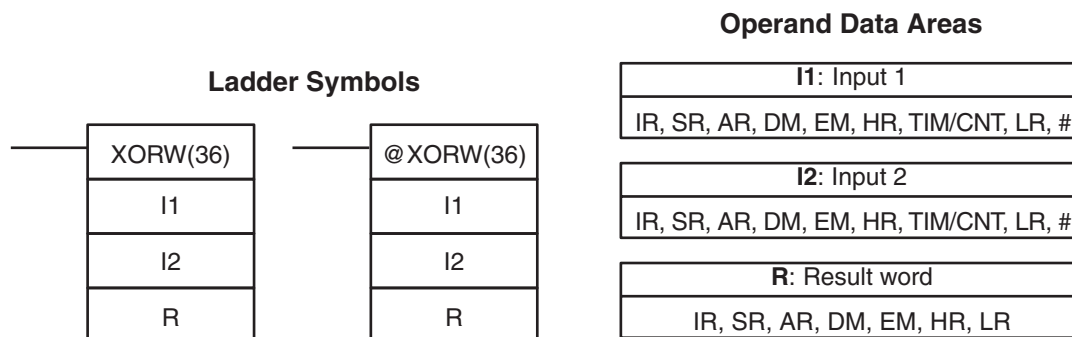 Ladder Symbols
XORW(36)
I1
I2
R
@XORW(36)
I1
I2
R
Operand Data Areas
I1: Input 1
IR, SR, AR, DM, EM, HR, TIM/CNT, LR, #
I2: Input 2
IR, SR, AR, DM, EM, HR, TIM/CNT, LR, #
R: Result word
IR, SR, AR, DM, EM, HR, LR